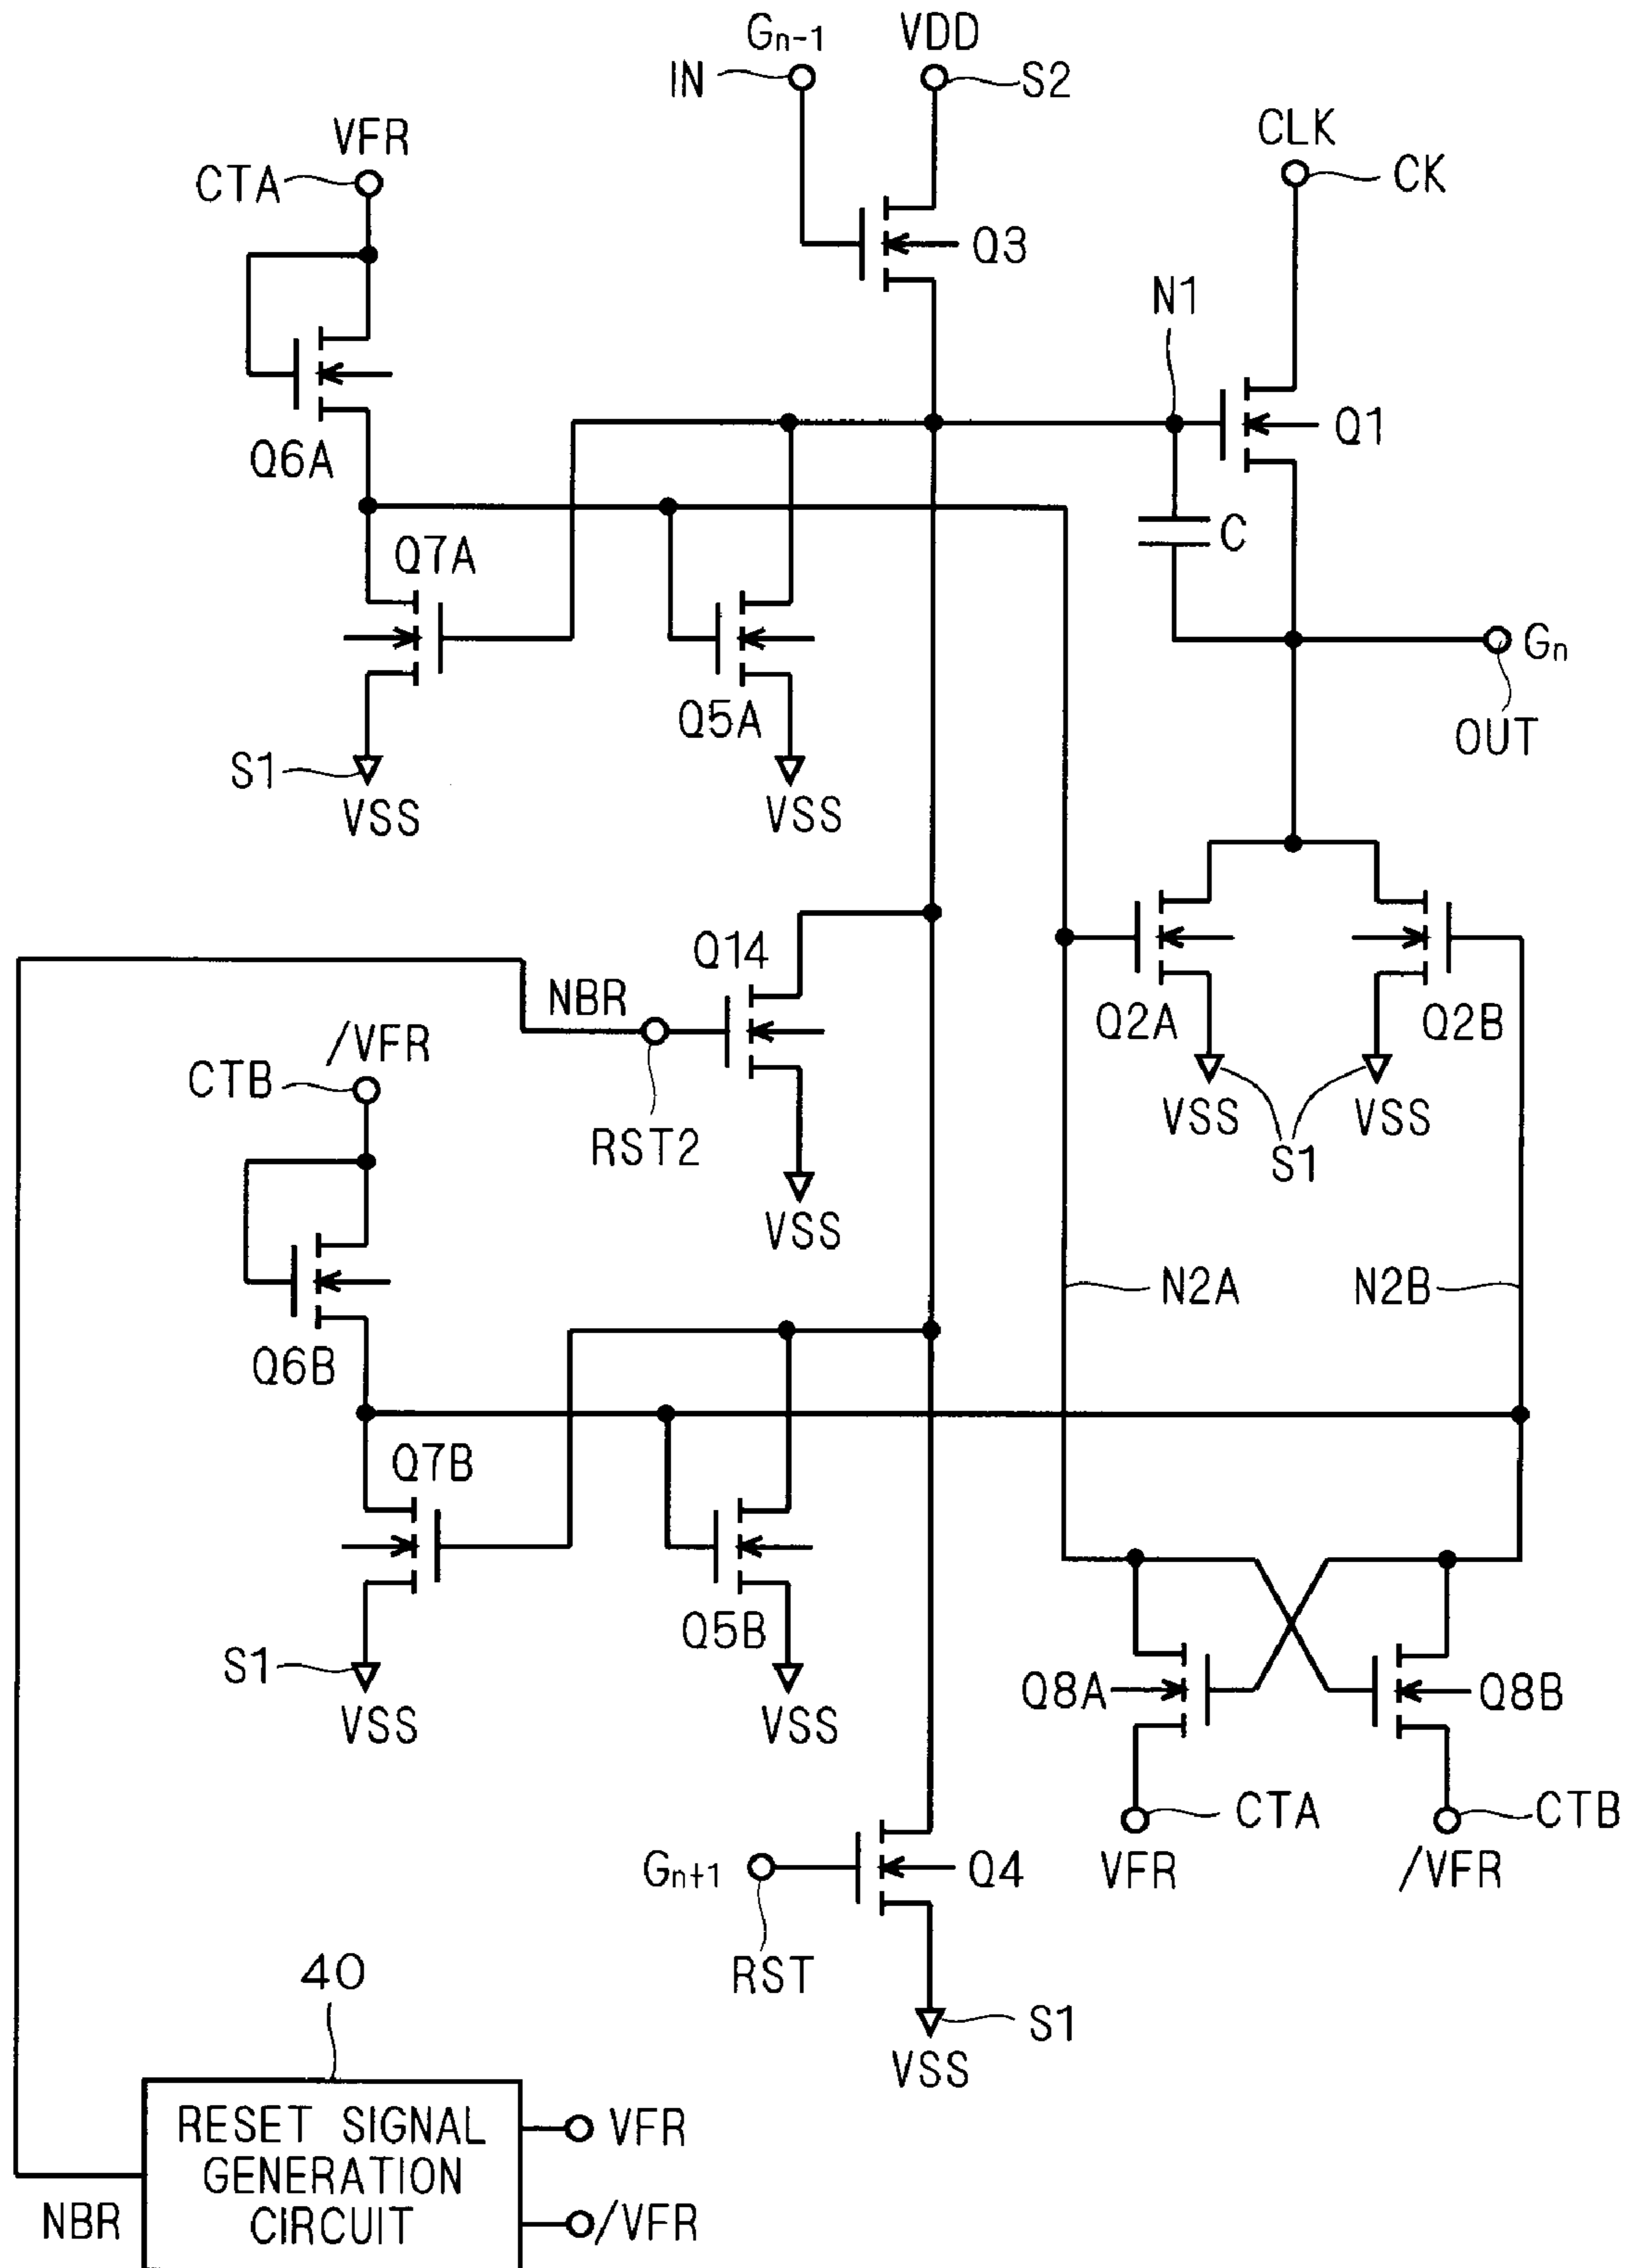 Gn-1
VDD
IN
S2
CLK
CK
VFR
CTA
Q3
N1
Q1
Q6A
C
Q7A
Gn
Q5A
OUT
S1
VSS
VSS
Q14
NBR
Q2A
Q2B
/VFR
CTB
RST2
VSS
VSS
S1
VSS
N2A
N2B
Q6B
Q7B
Q5B
S1
VSS
VSS
Q8A
Q8B
CTA
CTB
VFR
/VFR
Gn+1
Q4
RST
40
S1
VSS
RESET SIGNAL
GENERATION
CIRCUIT
VFR
/VFR
NBR